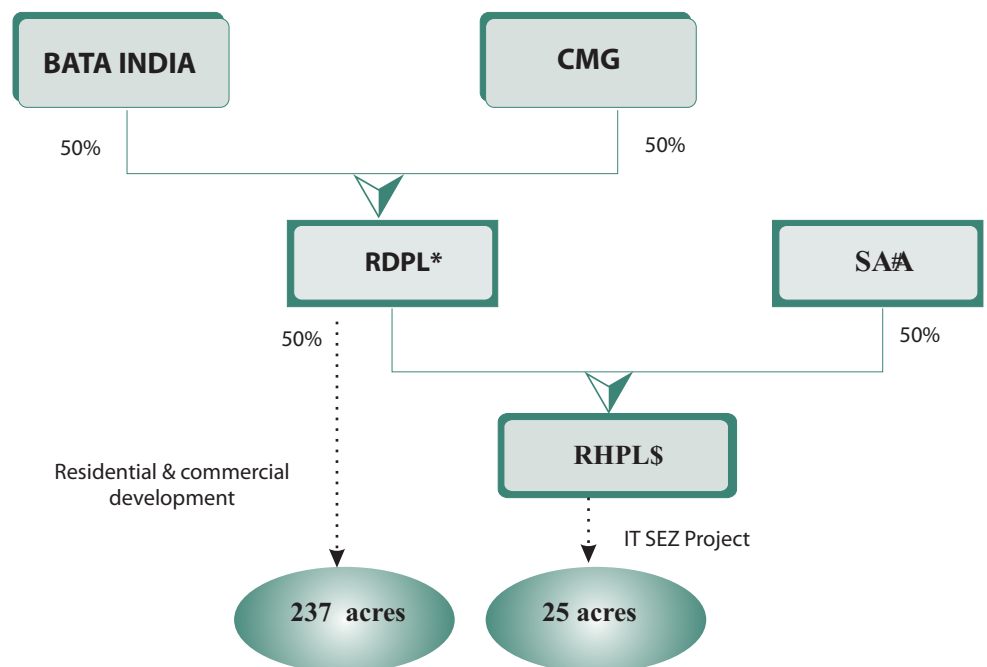 BATA INDIA
CMG
50%
50%
RDPL*
50%
50%
RHPL$
Residential & commercial
development
IT SEZ Project
237 acres
25 acres